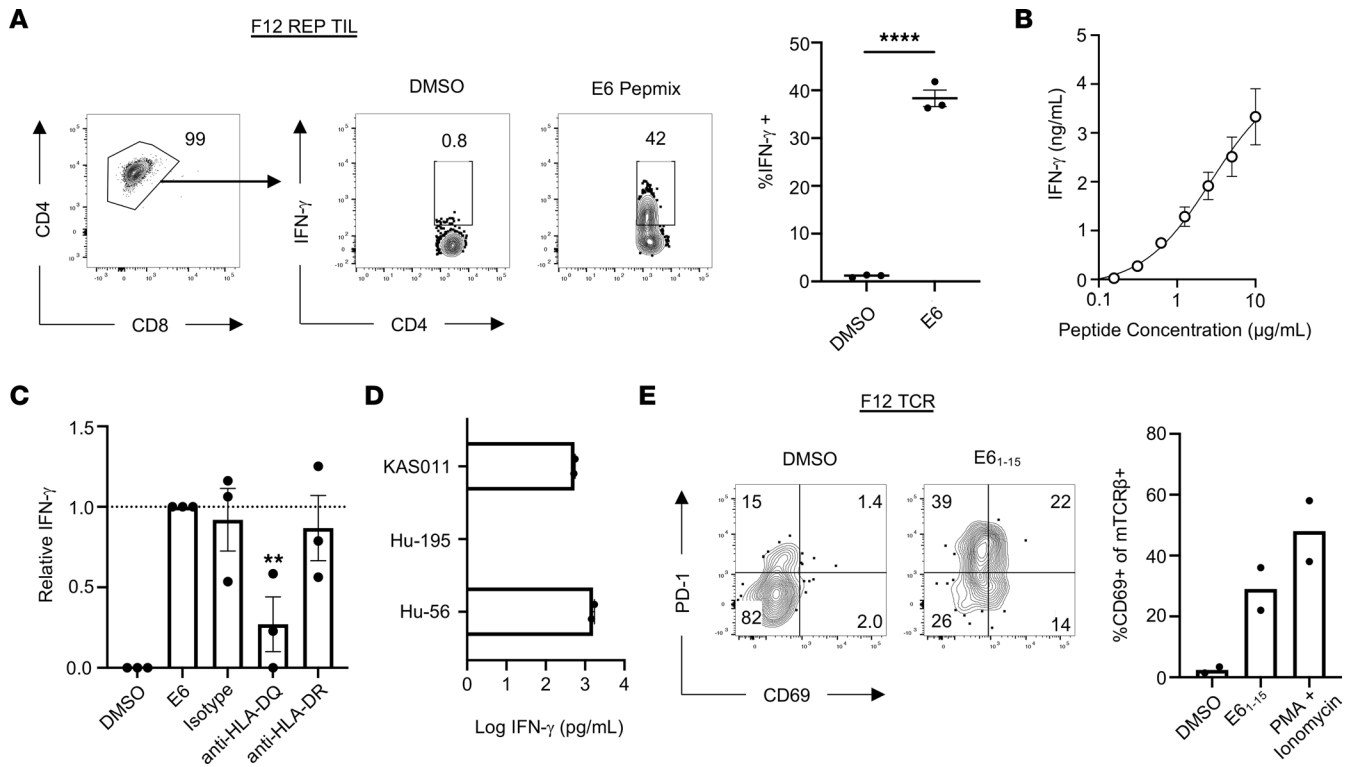 A
F12 REP TIL
DMSO
E6 Pepmix
99
0.8
42
CD4
CD8
IFN-γ
CD4
****
%IFN-γ +
50
40
30
20
10
0
DMSO
E6
B
IFN-γ (ng/mL)
5
4
3
2
1
0
0.1
1
10
Peptide Concentration (µg/mL)
C
Relative IFN-γ
1.5
1.0
0.5
0.0
**
DMSO
E6
Isotype
anti-HLA-DQ
anti-HLA-DR
D
KAS011
Hu-195
Hu-56
0 1 2 3 4
Log IFN-γ (pg/mL)
E
F12 TCR
DMSO
E6₁₋₁₅
15
1.4
82
2.0
39
22
26
14
PD-1
CD69
%CD69+ of mTCRβ+
80
60
40
20
0
DMSO
E6₁₋₁₅
PMA +
Ionomycin